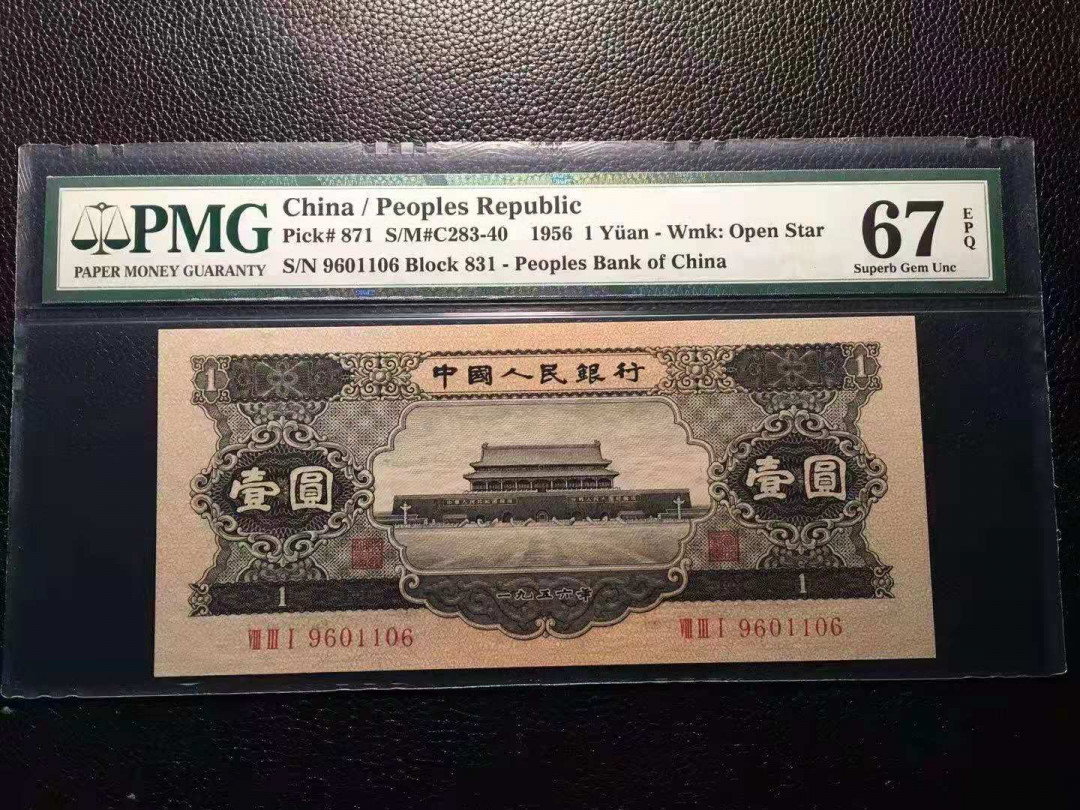 PMG
PAPER MONEY GUARANTY
China / Peoples Republic
Pick# 871 S/M#C283-40 1956 1 Yüan - Wmk: Open Star
S/N 9601106 Block 831 - Peoples Bank of China
67
Superb Gem Unc
EPQ
1
中國人民銀行
1
壹圓
壹圓
1
一九五六年
1
VIII III I 9601106
VIII III I 9601106